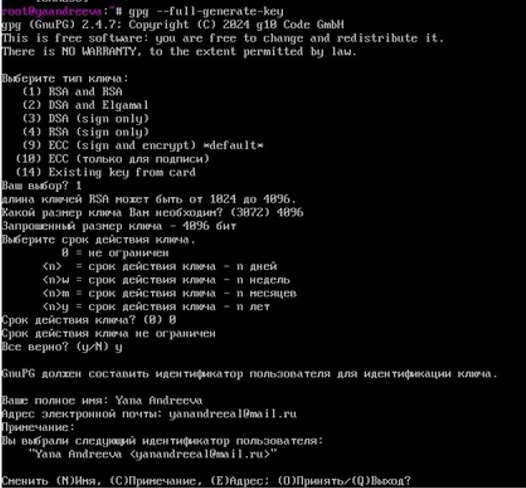 root@yaandreeva:~# gpg --full-generate-key
gpg (GnuPG) 2.4.7; Copyright (C) 2024 g10 Code GmbH
This is free software: you are free to change and redistribute it.
There is NO WARRANTY, to the extent permitted by law.
Выберите тип ключа:
(1) RSA and RSA
(2) DSA and Elgamal
(3) DSA (sign only)
(4) RSA (sign only)
(9) ECC (sign and encrypt) *default*
(10) ECC (только для подписи)
(14) Existing key from card
Ваш выбор? 1
длина ключей RSA может быть от 1024 до 4096.
Какой размер ключа Вам необходим? (3072) 4096
Запрошенный размер ключа - 4096 бит
Выберите срок действия ключа.
0 = не ограничен
<n> = срок действия ключа - n дней
<n>w = срок действия ключа - n недель
<n>m = срок действия ключа - n месяцев
<n>y = срок действия ключа - n лет
Срок действия ключа? (0) 0
Срок действия ключа не ограничен
Все верно? (y/N) y
GnuPG должен составить идентификатор пользователя для идентификации ключа.
Ваше полное имя: Yana Andreeva
Адрес электронной почты: yanandreea1@mail.ru
Примечание:
Вы выбрали следующий идентификатор пользователя:
"Yana Andreeva <yanandreea1@mail.ru>"
Сменить (N)Имя, (C)Примечание, (E)Адрес; (O)Принять/(Q)Выход?